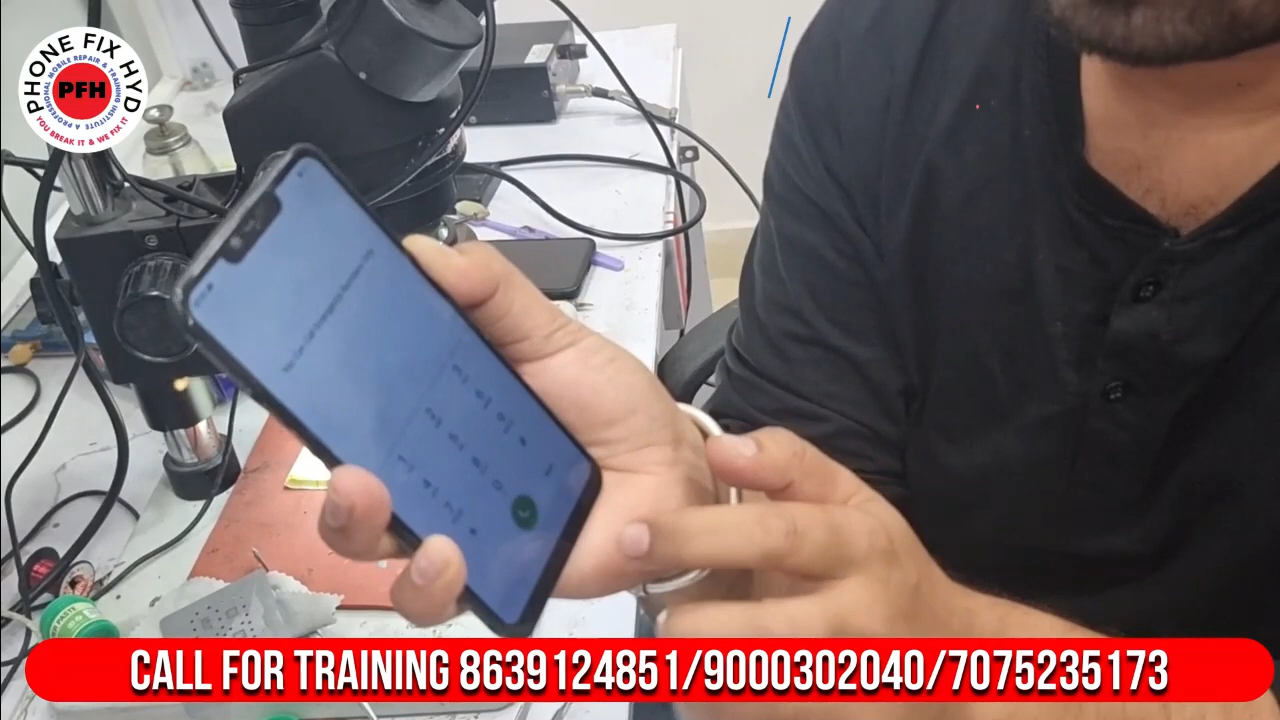 PHONE FIX HYD
A PROFESSIONAL MOBILE REPAIR & TRAINING INSTITUTE
PFH
YOU BREAK IT & WE FIX IT
CALL FOR TRAINING 8639124851/9000302040/7075235173